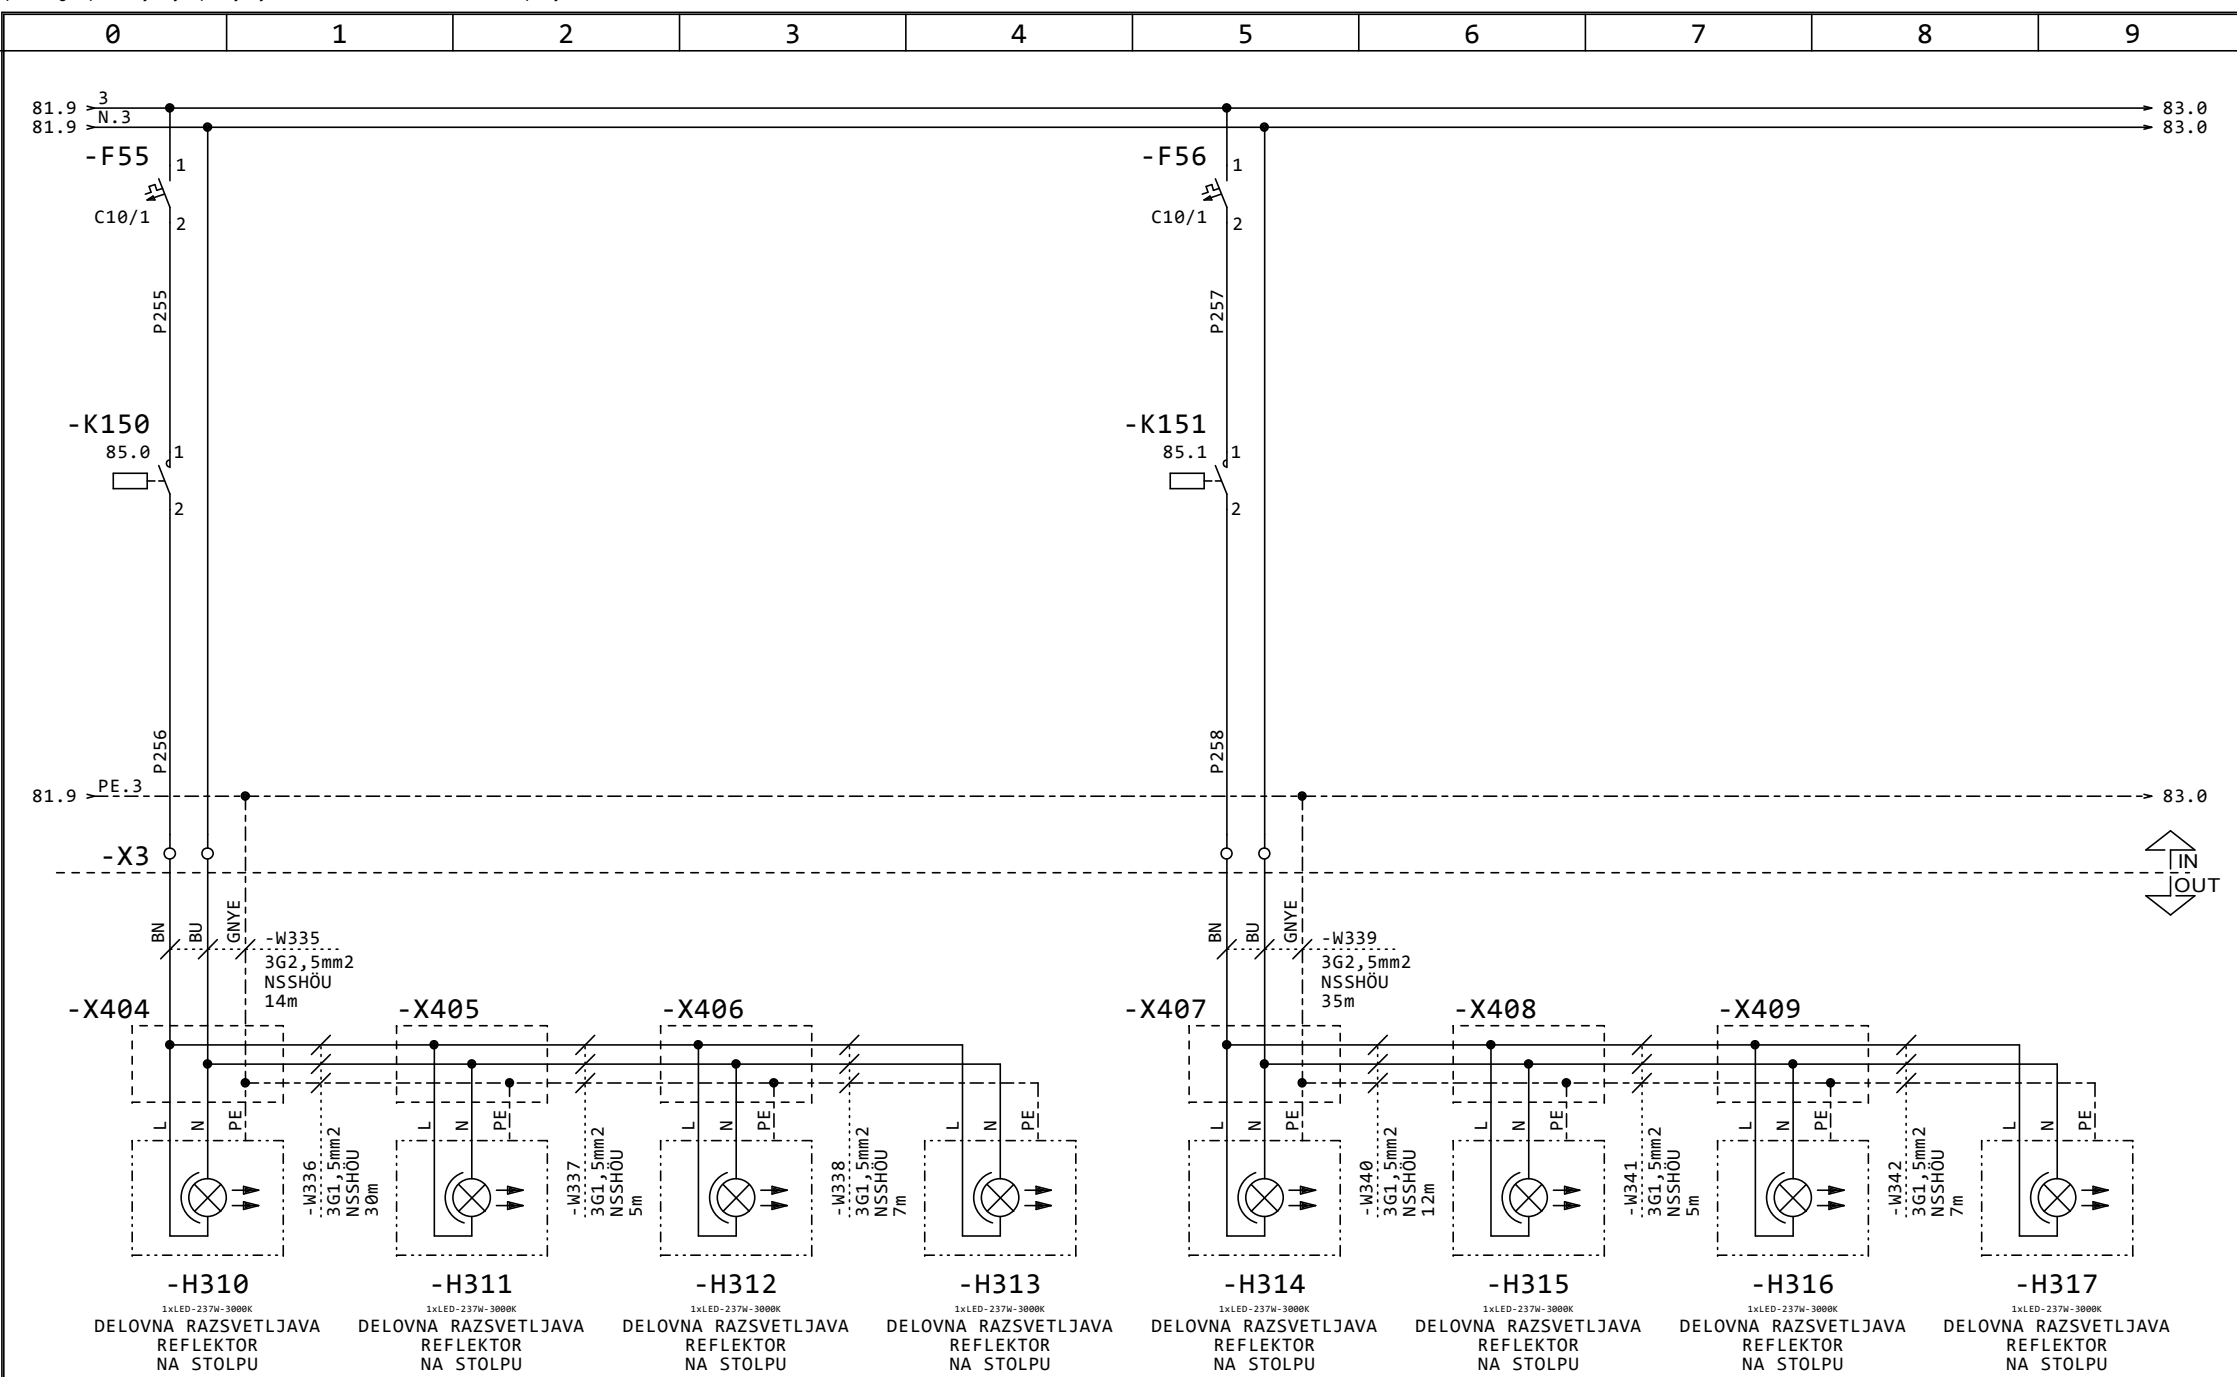 0 1 2 3 4 5 6 7 8 9
81.9 3 83.0
81.9 N.3 83.0
-F55 1
C10/1 2
-F56 1
C10/1 2
P255
P257
-K150
85.0 1
2
-K151
85.1 1
2
P256
P258
81.9 PE.3 83.0
-X3
IN
OUT
BN BU GNYE
-W335
3G2,5mm2
NSSHÖU
14m
BN BU GNYE
-W339
3G2,5mm2
NSSHÖU
35m
-X404 -X405 -X406 -X407 -X408 -X409
L N PE L N PE L N PE L N PE L N PE L N PE L N PE L N PE
-W336
3G1,5mm2
NSSHÖU
30m
-W337
3G1,5mm2
NSSHÖU
5m
-W338
3G1,5mm2
NSSHÖU
7m
-W340
3G1,5mm2
NSSHÖU
12m
-W341
3G1,5mm2
NSSHÖU
5m
-W342
3G1,5mm2
NSSHÖU
7m
-H310
1xLED-237W-3000K
DELOVNA RAZSVETLJAVA
REFLEKTOR
NA STOLPU
-H311
1xLED-237W-3000K
DELOVNA RAZSVETLJAVA
REFLEKTOR
NA STOLPU
-H312
1xLED-237W-3000K
DELOVNA RAZSVETLJAVA
REFLEKTOR
NA STOLPU
-H313
1xLED-237W-3000K
DELOVNA RAZSVETLJAVA
REFLEKTOR
NA STOLPU
-H314
1xLED-237W-3000K
DELOVNA RAZSVETLJAVA
REFLEKTOR
NA STOLPU
-H315
1xLED-237W-3000K
DELOVNA RAZSVETLJAVA
REFLEKTOR
NA STOLPU
-H316
1xLED-237W-3000K
DELOVNA RAZSVETLJAVA
REFLEKTOR
NA STOLPU
-H317
1xLED-237W-3000K
DELOVNA RAZSVETLJAVA
REFLEKTOR
NA STOLPU